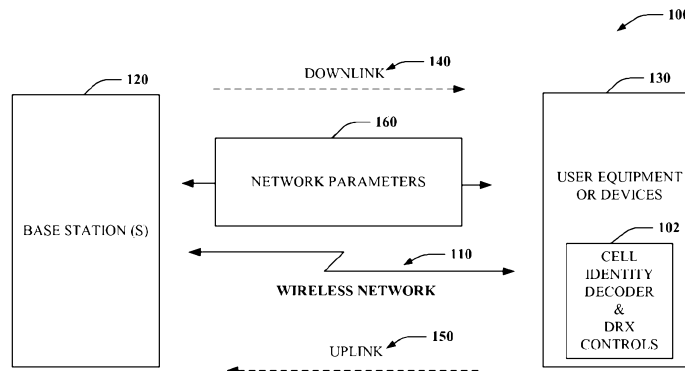 100
DOWNLINK 140
120
130
160
NETWORK PARAMETERS
USER EQUIPMENT
OR DEVICES
BASE STATION (S)
102
110
CELL
IDENTITY
DECODER
&
DRX
CONTROLS
WIRELESS NETWORK
150
UPLINK